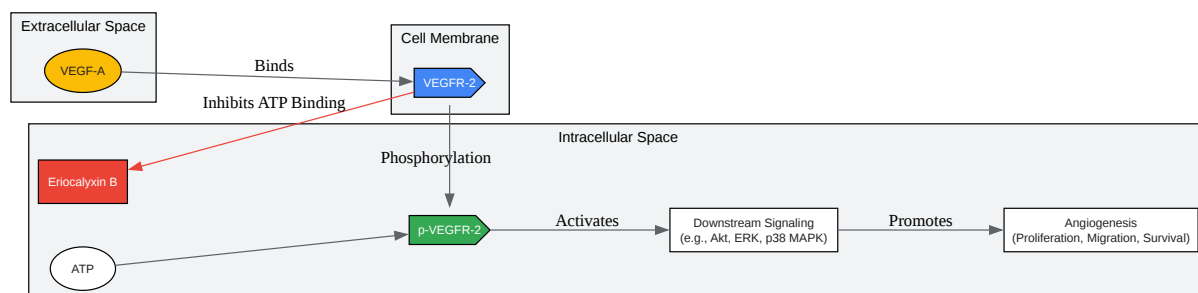 Extracellular Space
Cell Membrane
VEGF-A
Binds
VEGFR-2
Inhibits ATP Binding
Intracellular Space
Phosphorylation
Eriocalyxin B
p-VEGFR-2
Activates
Downstream Signaling
(e.g., Akt, ERK, p38 MAPK)
Promotes
Angiogenesis
(Proliferation, Migration, Survival)
ATP